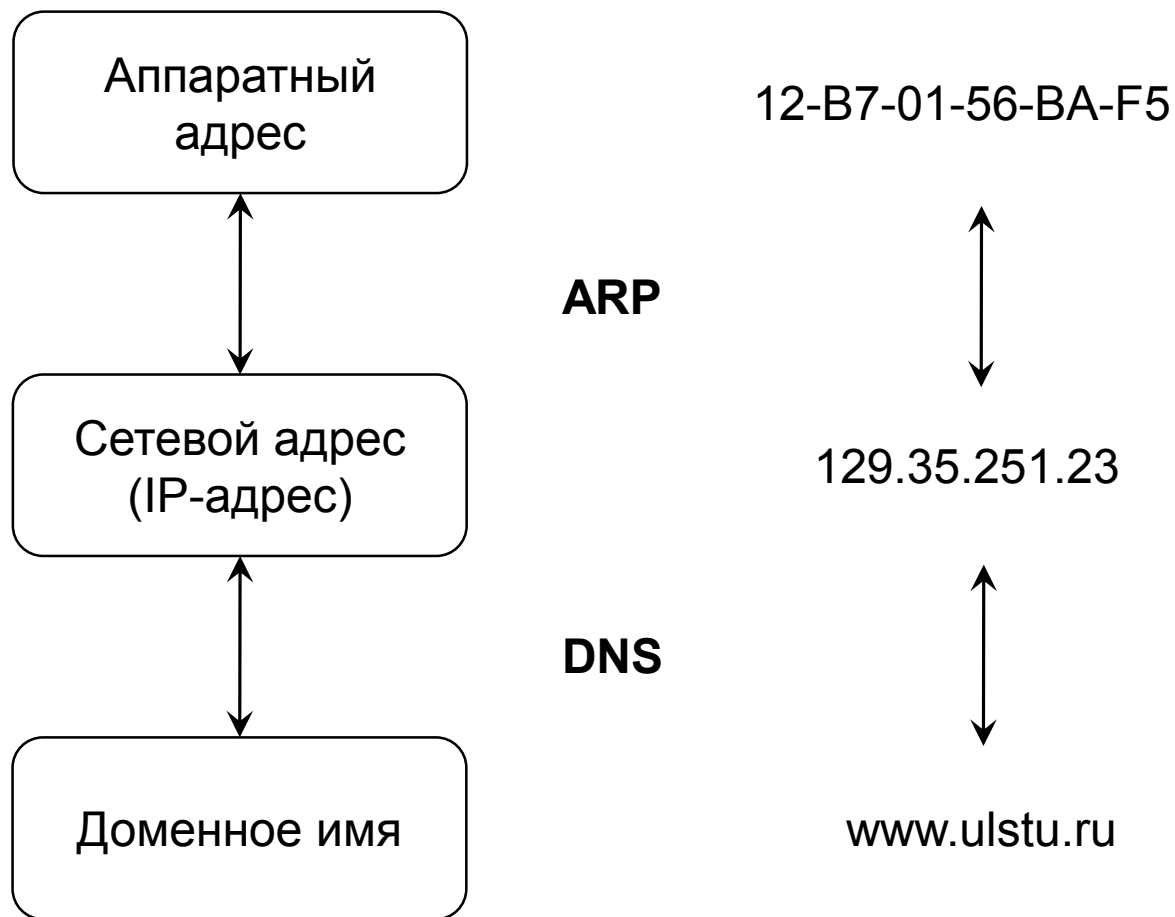 Аппаратный
адрес
12-B7-01-56-BA-F5
ARP
Сетевой адрес
(IP-адрес)
129.35.251.23
DNS
Доменное имя
www.ulstu.ru